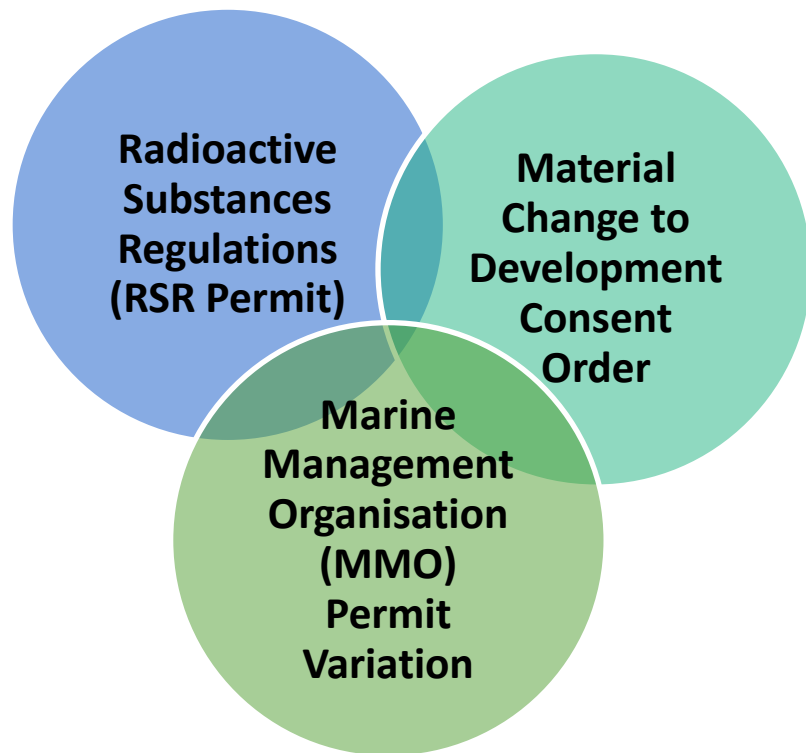 Radioactive
Substances
Regulations
(RSR Permit)
Material
Change to
Development
Consent
Order
Marine
Management
Organisation
(MMO)
Permit
Variation